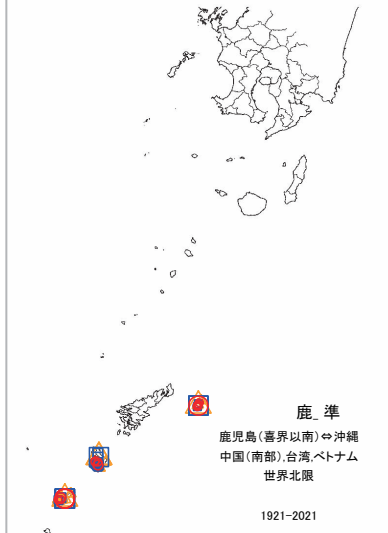 鹿_ 準
鹿児島(喜界以南)⇔沖縄
中国(南部),台湾,ベトナム
世界北限
1921-2021